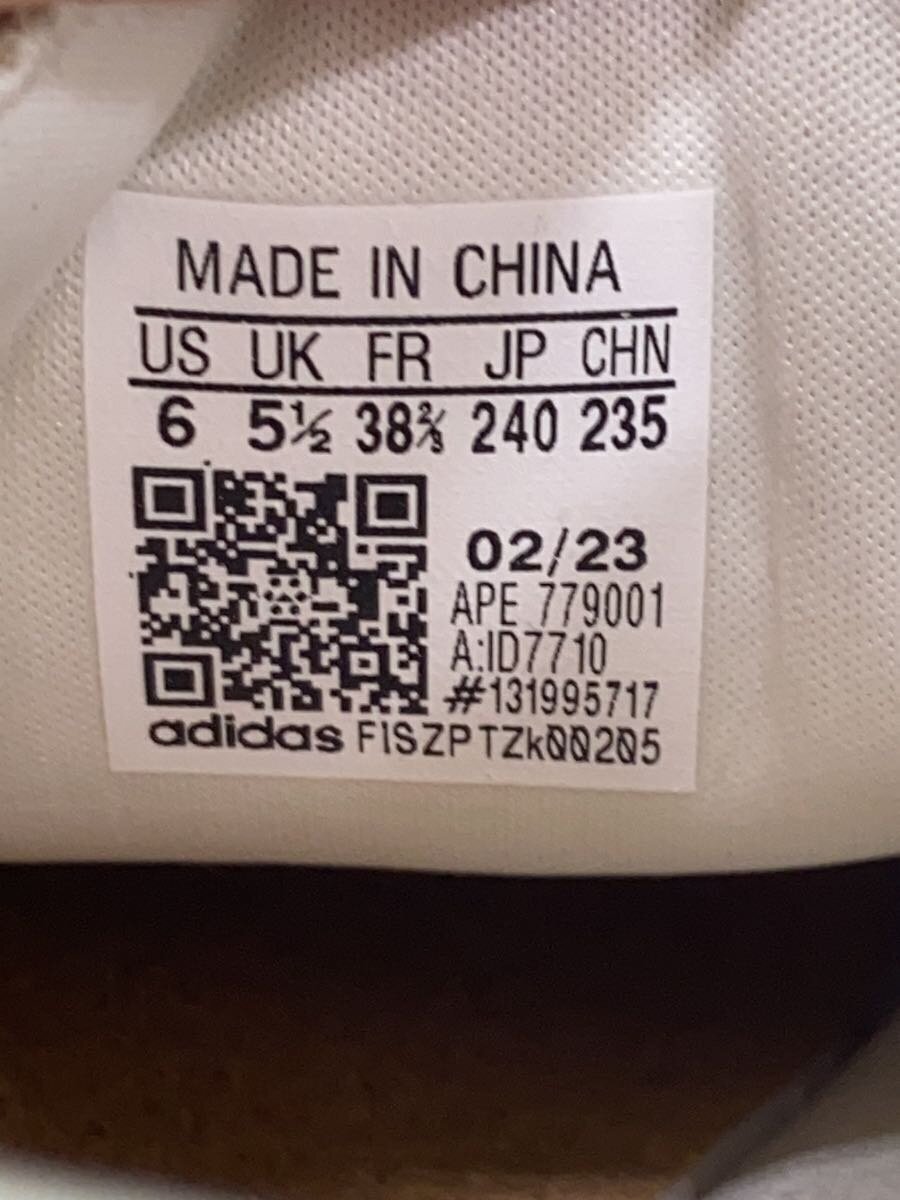 MADE IN CHINA
US UK FR JP CHN
6 5½ 38⅔ 240 235
02/23
APE 779001
A:ID7710
#131995717
adidas FISZPTZk00205